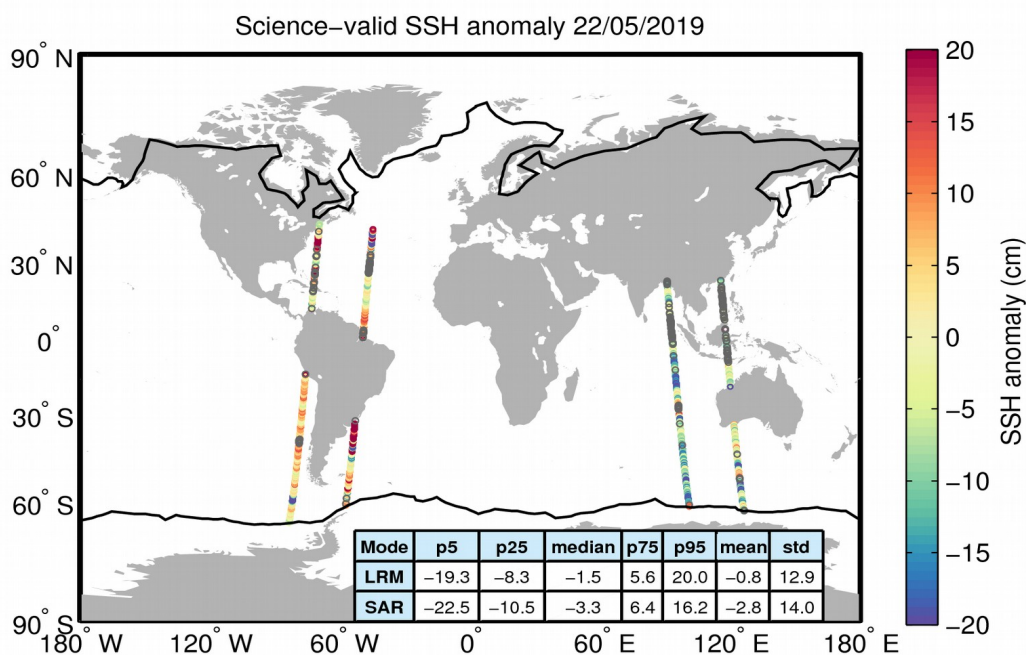 Science−valid SSH anomaly 22/05/2019
90° N
60° N
30° N
0°
30° S
60° S
90° S
180° W
120° W
60° W
0°
60° E
120° E
180° E
Mode p5 p25 median p75 p95 mean std
LRM −19.3 −8.3 −1.5 5.6 20.0 −0.8 12.9
SAR −22.5 −10.5 −3.3 6.4 16.2 −2.8 14.0
20
15
10
5
0
−5
−10
−15
−20
SSH anomaly (cm)